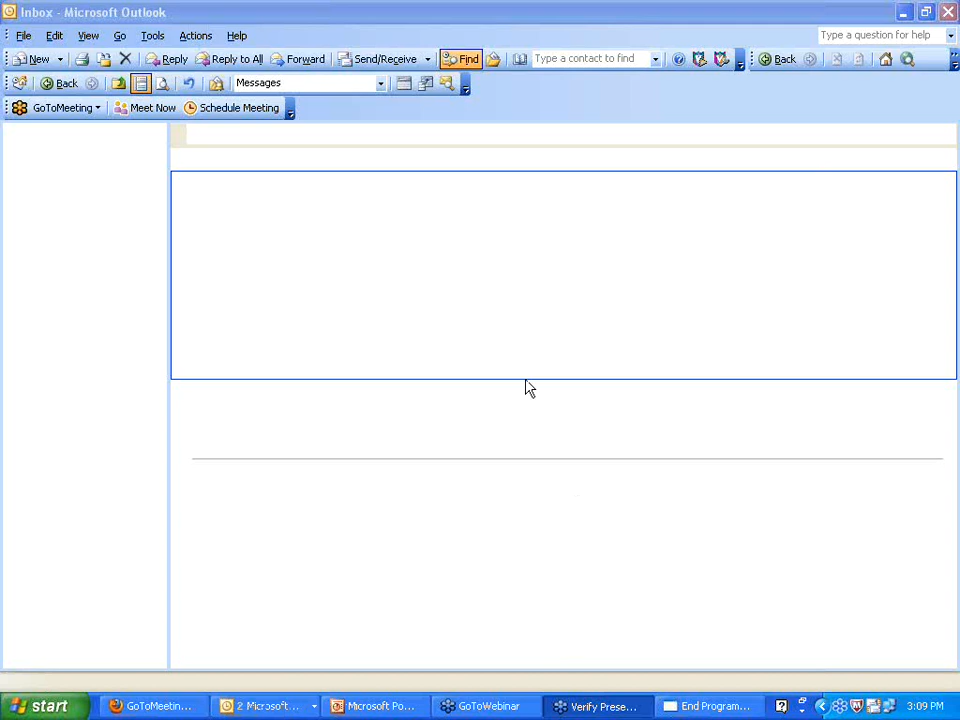 Inbox - Microsoft Outlook
File Edit View Go Tools Actions Help Type a question for help
New Reply Reply to All Forward Send/Receive Find Type a contact to find Back
Back Messages
GoToMeeting Meet Now Schedule Meeting
start GoToMeetin... 2 Microsoft... Microsoft Po... GoToWebinar Verify Prese... End Program... 3:09 PM